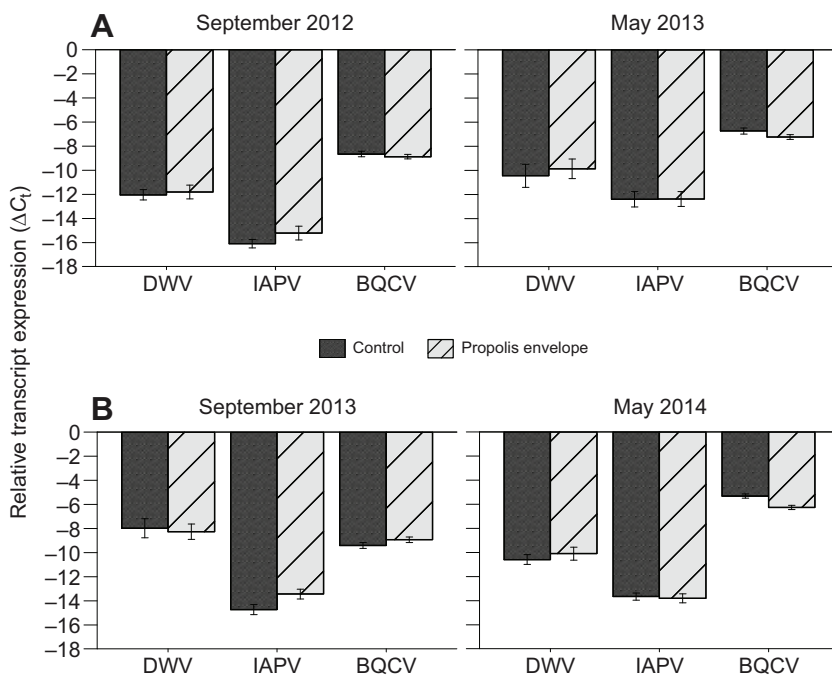 A
September 2012
May 2013
0
–2
–4
–6
–8
–10
–12
–14
–16
–18
DWV
IAPV
BQCV
DWV
IAPV
BQCV
Relative transcript expression (ΔCt)
Control
Propolis envelope
B
September 2013
May 2014
0
–2
–4
–6
–8
–10
–12
–14
–16
–18
DWV
IAPV
BQCV
DWV
IAPV
BQCV